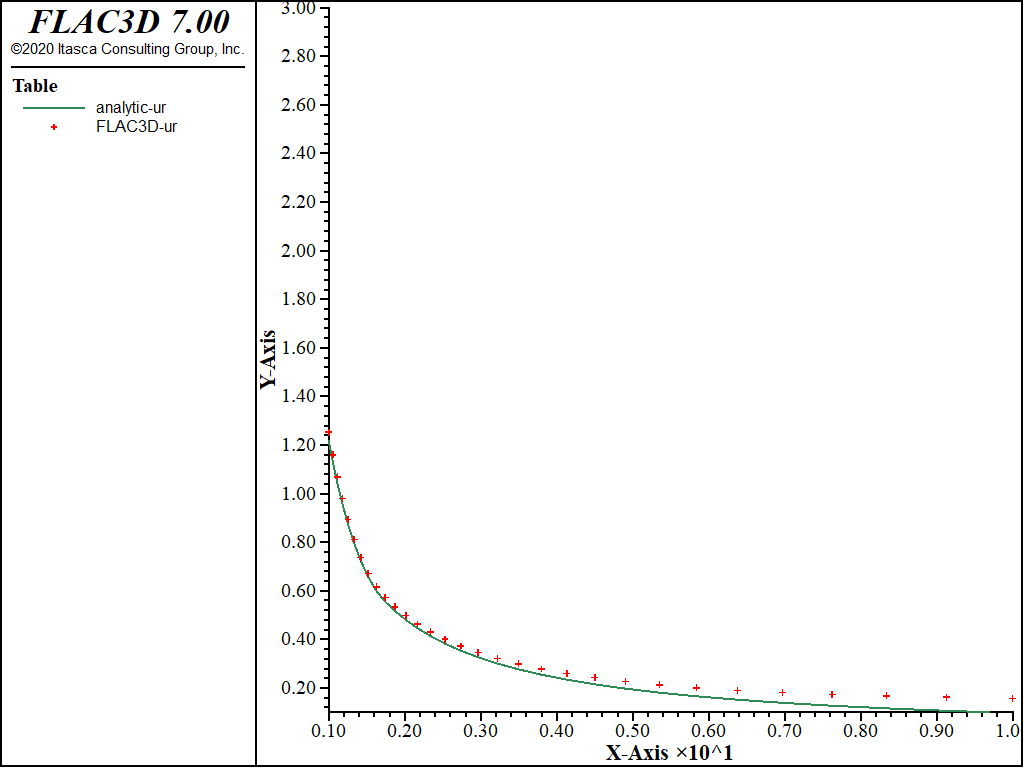 FLAC3D 7.00
©2020 Itasca Consulting Group, Inc.
Table
analytic-ur
FLAC3D-ur
3.00
2.80
2.60
2.40
2.20
2.00
1.80
1.60
1.40
1.20
1.00
0.80
0.60
0.40
0.20
Y-Axis
0.10 0.20 0.30 0.40 0.50 0.60 0.70 0.80 0.90 1.0
X-Axis ×10^1